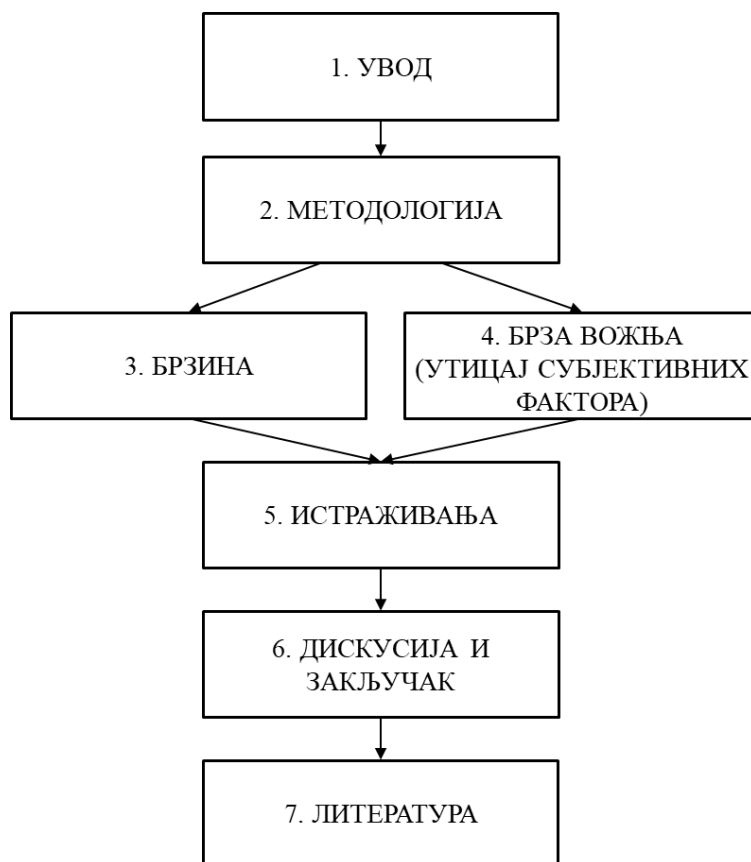 1. УВОД
2. МЕТОДОЛОГИЈА
3. БРЗИНА
4. БРЗА ВОЖЊА
(УТИЦАЈ СУБЈЕКТИВНИХ
ФАКТОРА)
5. ИСТРАЖИВАЊА
6. ДИСКУСИЈА И
ЗАКЉУЧАК
7. ЛИТЕРАТУРА